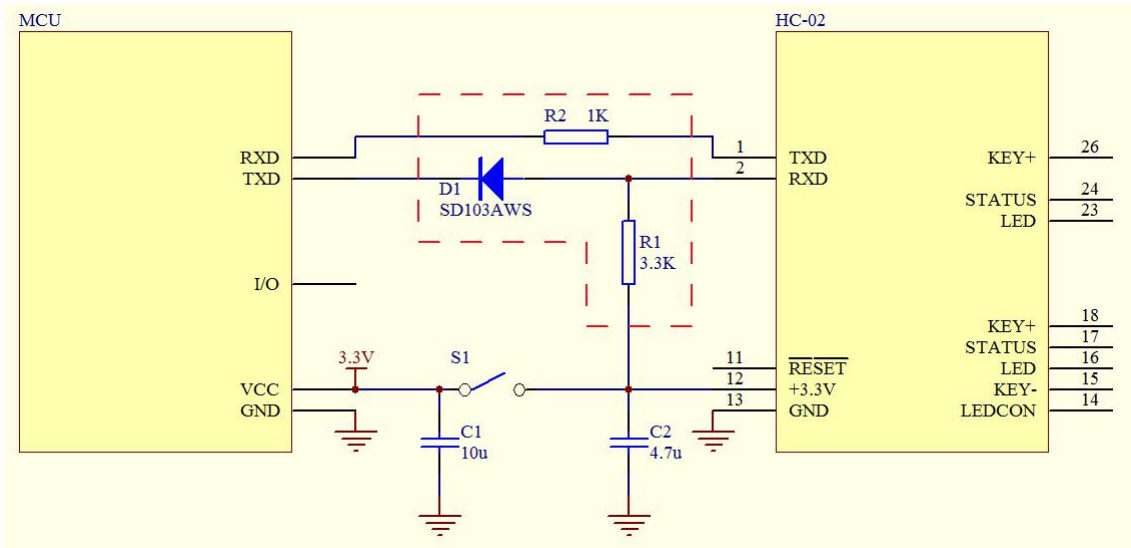 MCU
HC-02
R2 1K
RXD
1
TXD
KEY+
26
TXD
2
RXD
D1
SD103AWS
STATUS
24
LED
23
R1
3.3K
I/O
KEY+
18
STATUS
17
3.3V
S1
11
RESET
LED
16
VCC
12
+3.3V
KEY-
15
GND
13
GND
LEDCON
14
C1
10u
C2
4.7u